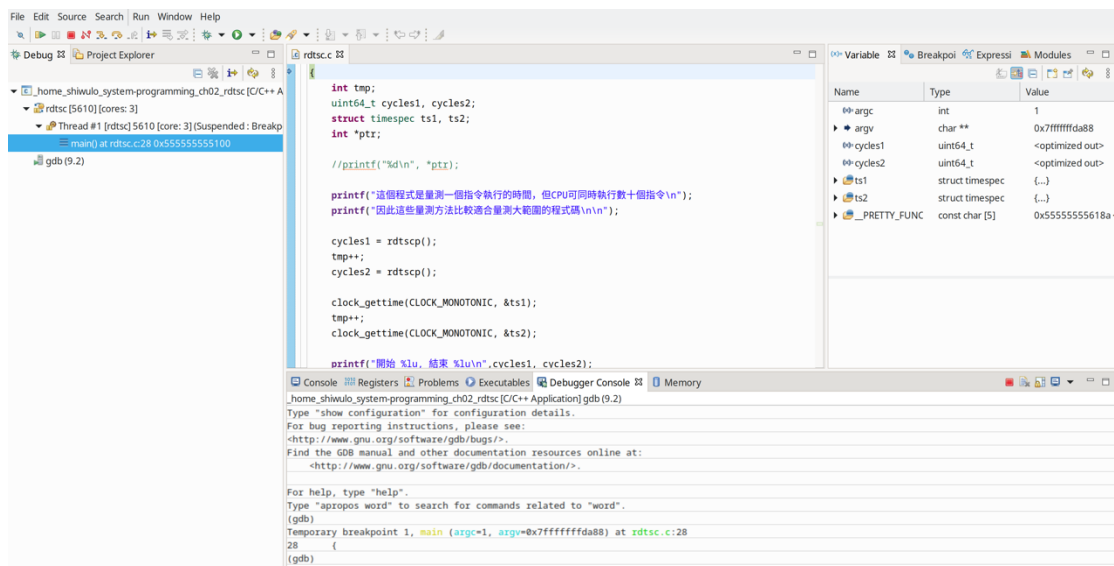 File Edit Source Search Run Window Help
Debug Project Explorer
_home_shiwulo_system-programming_ch02_rdtsc [C/C++ A
rdtsc [5610] [cores: 3]
Thread #1 [rdtsc] 5610 [core: 3] (Suspended : Breakp
main() at rdtsc.c:28 0x555555555100
gdb (9.2)
rdtsc.c
{
int tmp;
uint64_t cycles1, cycles2;
struct timespec ts1, ts2;
int *ptr;
//printf("%d\n", *ptr);
printf("這個程式是量測一個指令執行的時間，但CPU可同時執行數十個指令\n");
printf("因此這些量測方法比較適合量測大範圍的程式碼\n\n");
cycles1 = rdtscp();
tmp++;
cycles2 = rdtscp();
clock_gettime(CLOCK_MONOTONIC, &ts1);
tmp++;
clock_gettime(CLOCK_MONOTONIC, &ts2);
printf("開始 %lu, 結束 %lu\n",cycles1, cycles2);
Variable Breakpoi Expressi Modules
Name Type Value
argc int 1
argv char ** 0x7fffffffda88
cycles1 uint64_t <optimized out>
cycles2 uint64_t <optimized out>
ts1 struct timespec {...}
ts2 struct timespec {...}
__PRETTY_FUNC const char [5] 0x55555555618a
Console Registers Problems Executables Debugger Console Memory
_home_shiwulo_system-programming_ch02_rdtsc [C/C++ Application] gdb (9.2)
Type "show configuration" for configuration details.
For bug reporting instructions, please see:
<http://www.gnu.org/software/gdb/bugs/>.
Find the GDB manual and other documentation resources online at:
<http://www.gnu.org/software/gdb/documentation/>.
For help, type "help".
Type "apropos word" to search for commands related to "word".
(gdb)
Temporary breakpoint 1, main (argc=1, argv=0x7fffffffda88) at rdtsc.c:28
28 {
(gdb)